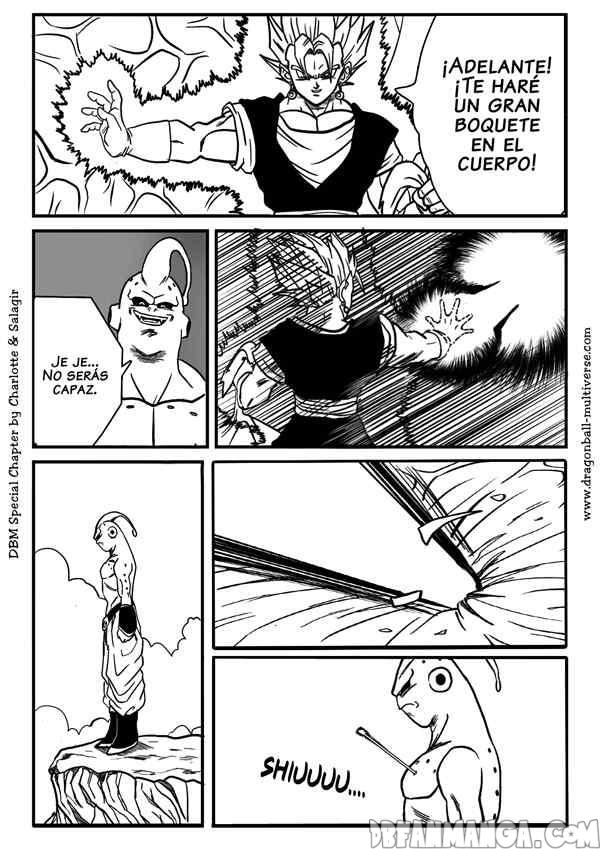 ¡ADELANTE!
¡TE HARÉ
UN GRAN
BOQUETE
EN EL
CUERPO!
JE JE...
NO SERÁS
CAPAZ.
SHIUUUU....
DBM Special Chapter by Charlotte & Salagir
www.dragonball-multiverse.com
DBFANMANGA.COM